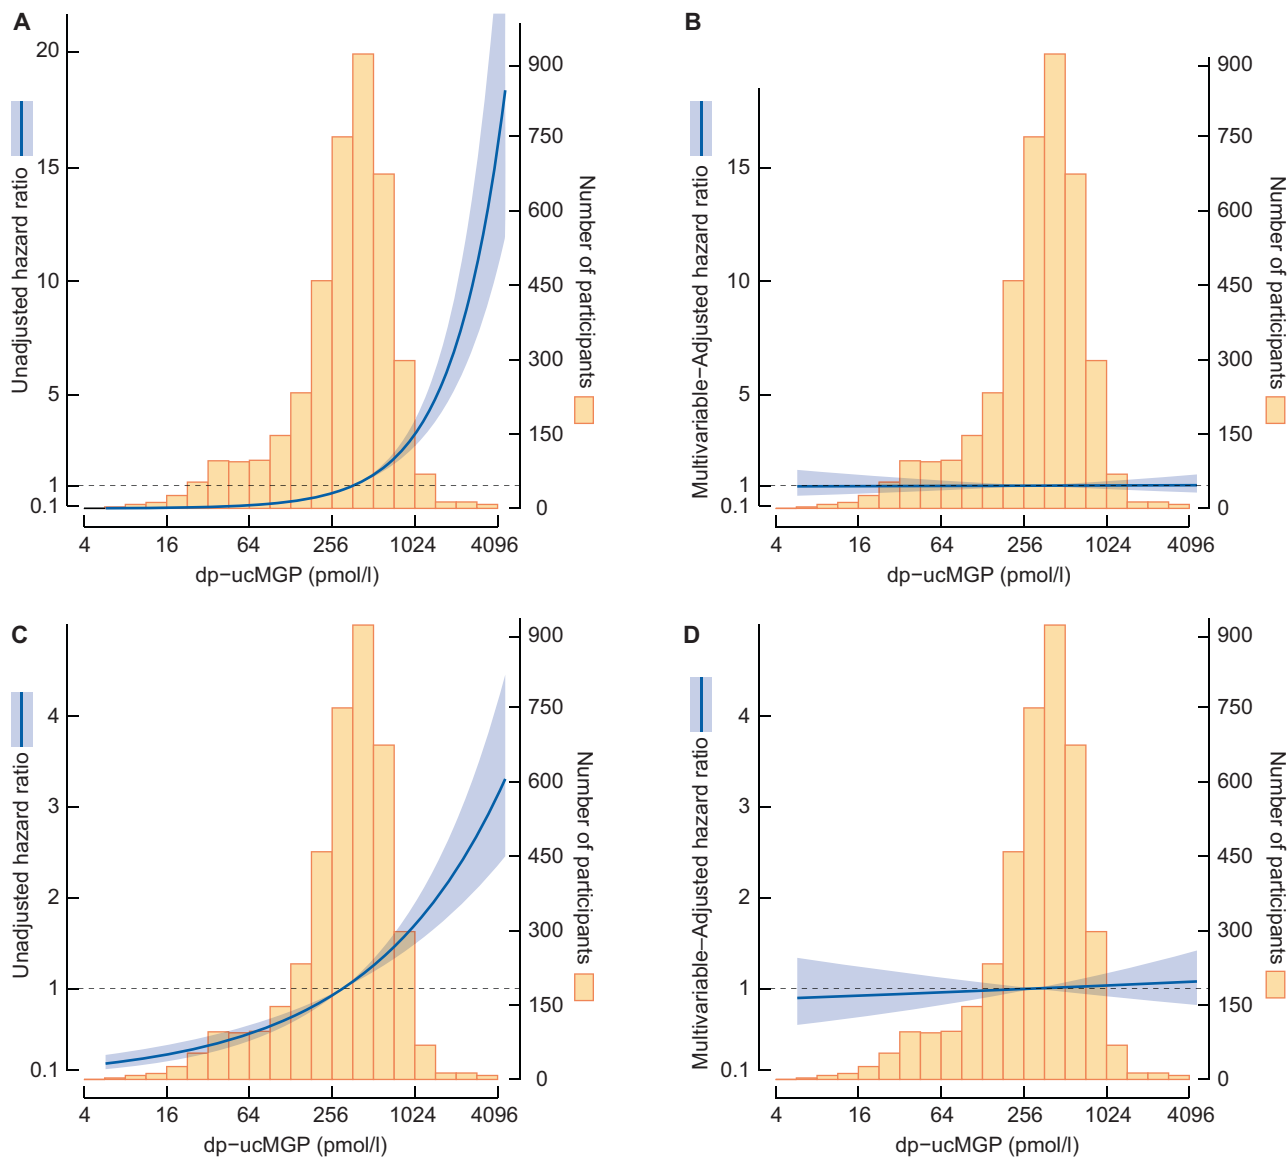 A
Unadjusted hazard ratio
20
15
10
5
1
0.1
900
750
600
450
300
150
0
Number of participants
4 16 64 256 1024 4096
dp−ucMGP (pmol/l)
B
Multivariable−Adjusted hazard ratio
15
10
5
1
0.1
900
750
600
450
300
150
0
Number of participants
4 16 64 256 1024 4096
dp−ucMGP (pmol/l)
C
Unadjusted hazard ratio
4
3
2
1
0.1
900
750
600
450
300
150
0
Number of participants
4 16 64 256 1024 4096
dp−ucMGP (pmol/l)
D
Multivariable−Adjusted hazard ratio
4
3
2
1
0.1
900
750
600
450
300
150
0
Number of participants
4 16 64 256 1024 4096
dp−ucMGP (pmol/l)